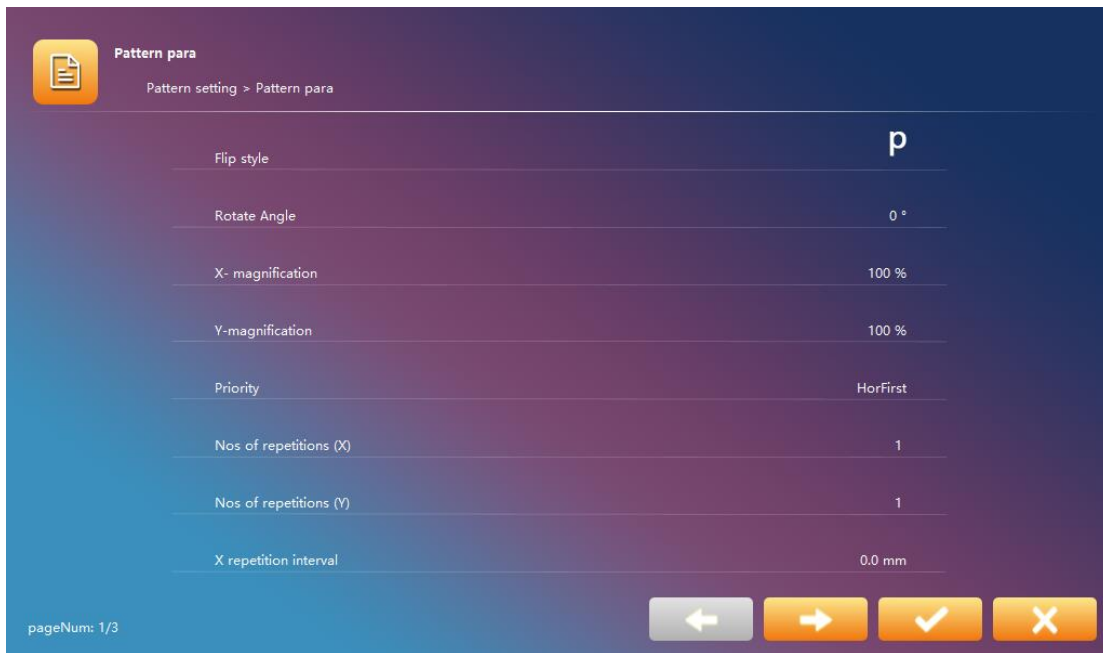 Pattern para
Pattern setting > Pattern para
Flip style p
Rotate Angle 0 °
X- magnification 100 %
Y-magnification 100 %
Priority HorFirst
Nos of repetitions (X) 1
Nos of repetitions (Y) 1
X repetition interval 0.0 mm
pageNum: 1/3